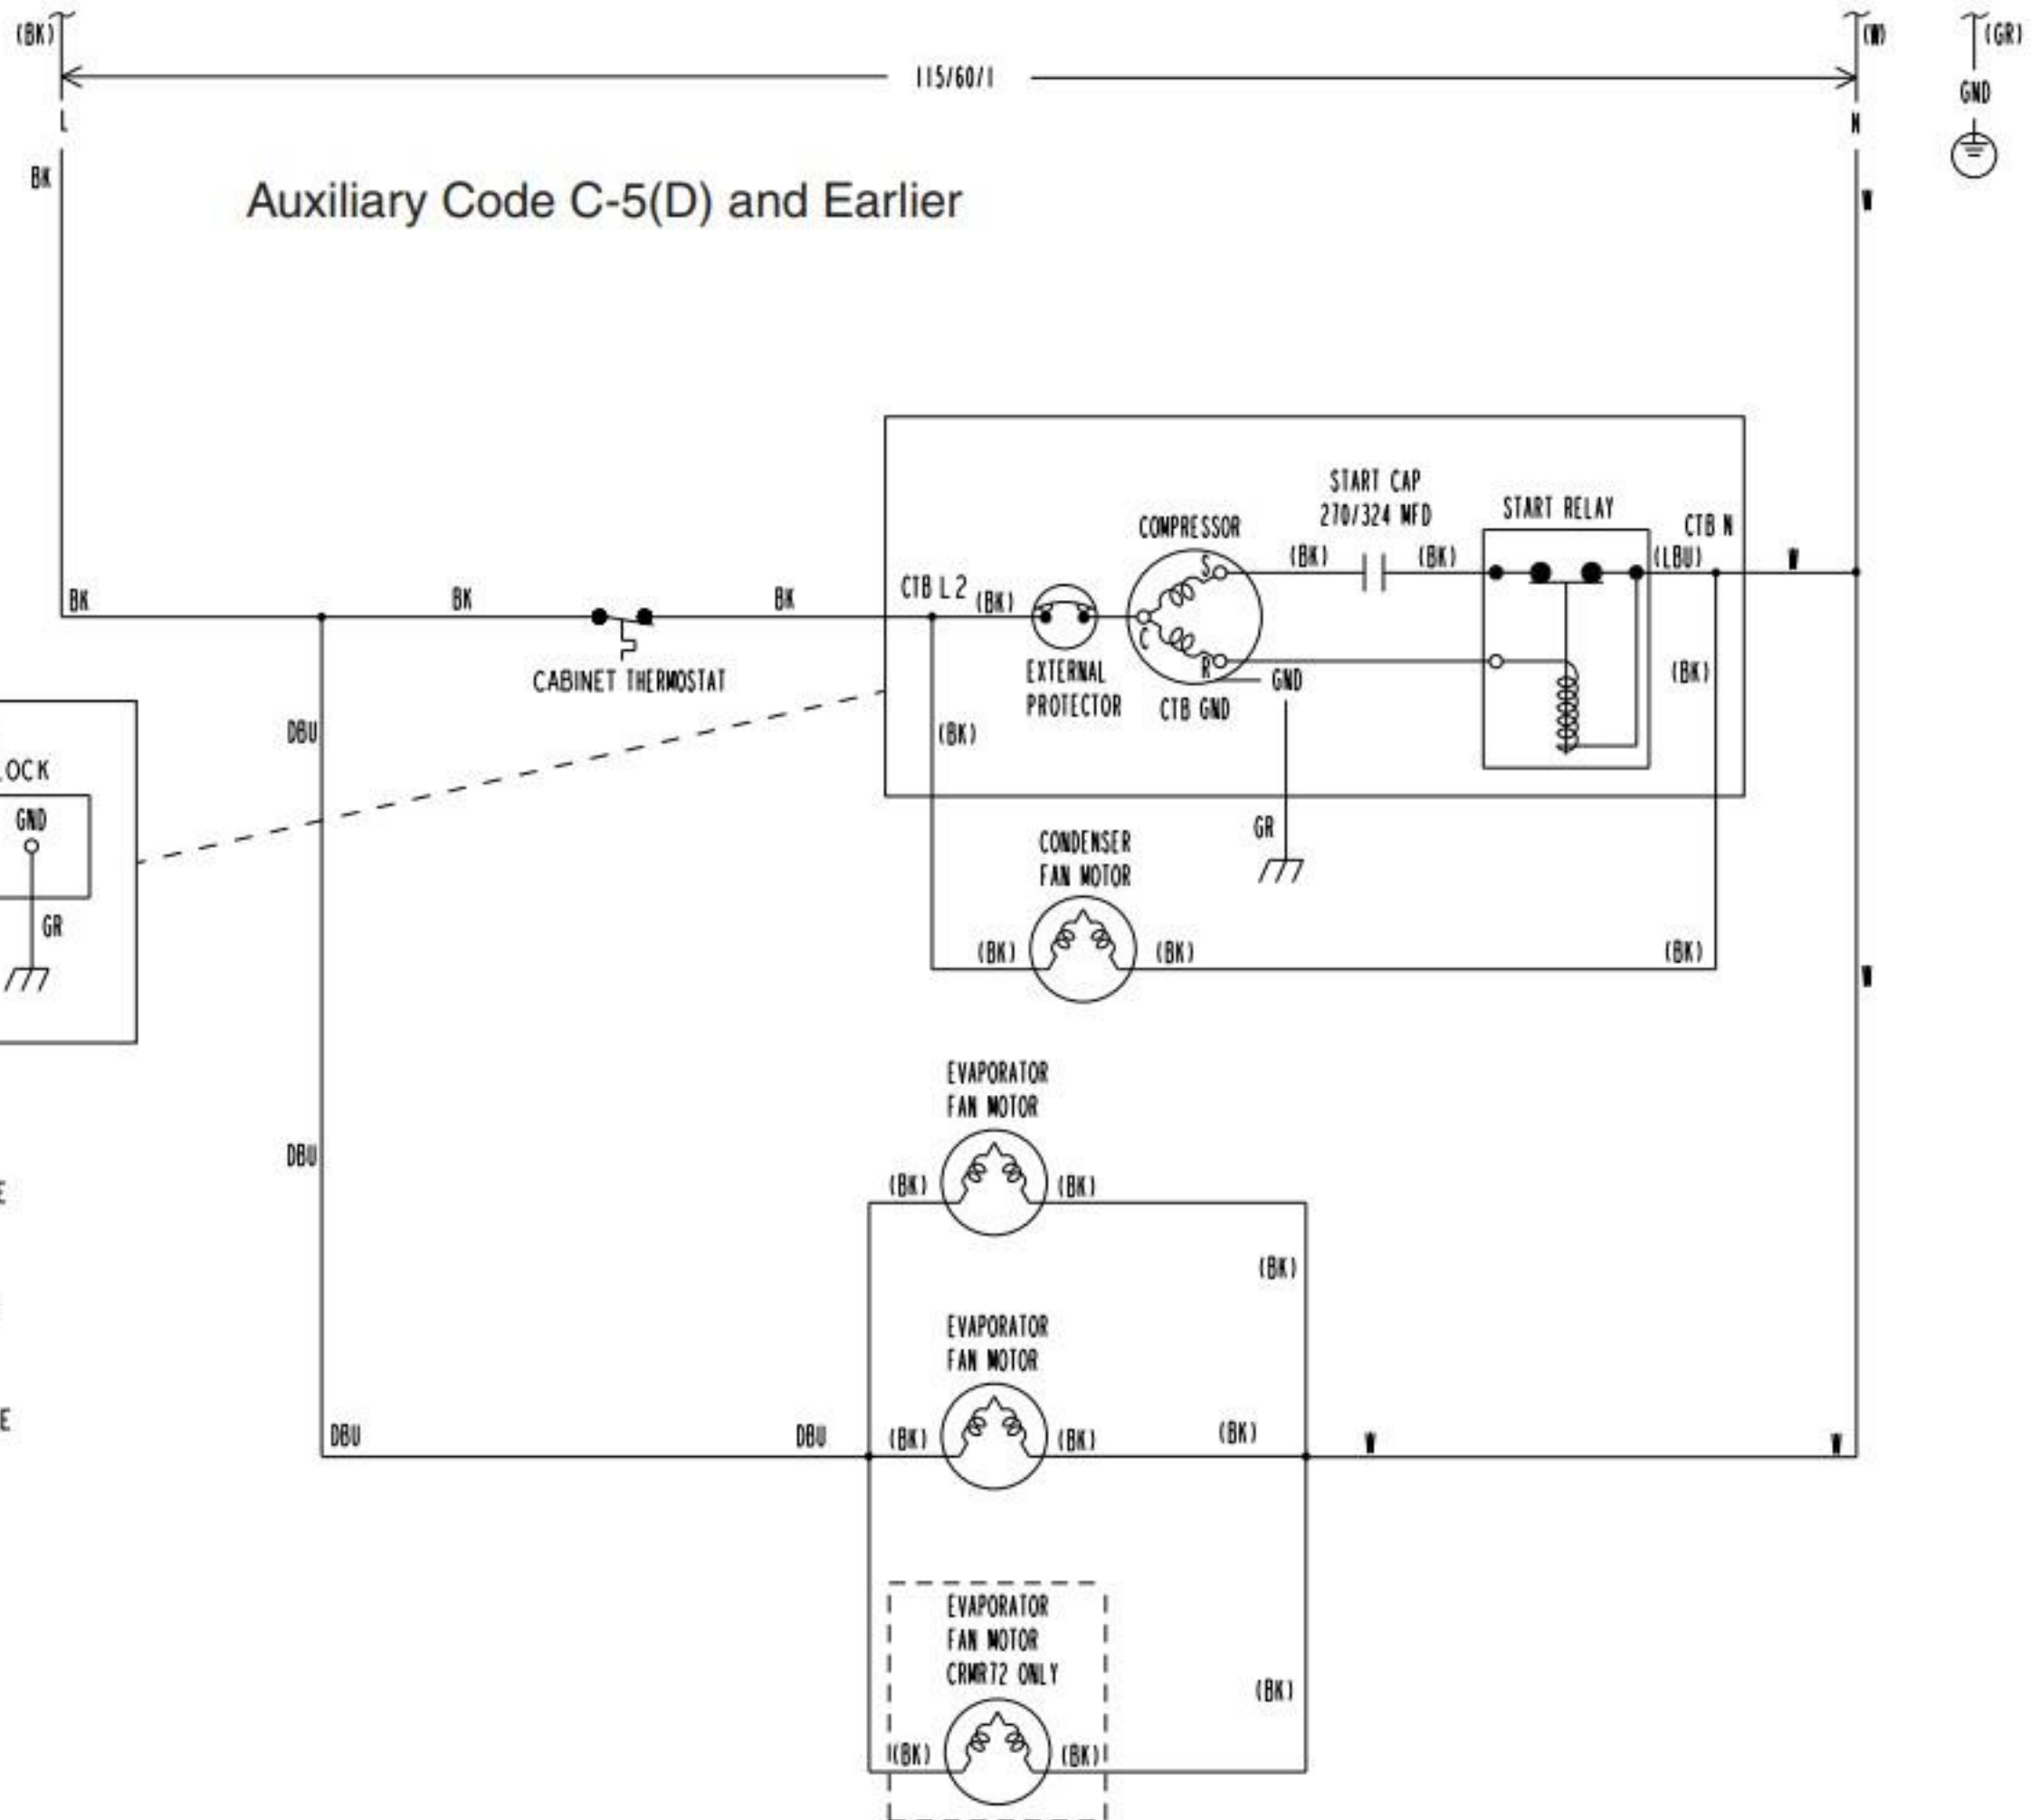 (BK)
(W)
(GR)
115/60/1
GND
L
N
BK
W
Auxiliary Code C-5(D) and Earlier
START CAP
270/324 MFD
START RELAY
COMPRESSOR
CTB N
(BK)
(BK)
(LBU)
W
S
CTB L2
(BK)
BK
BK
BK
C
R
CABINET THERMOSTAT
EXTERNAL
PROTECTOR
GND
CTB GND
(BK)
DBU
(BK)
LOCK
GND
GR
GR
CONDENSER
FAN MOTOR
(BK)
(BK)
(BK)
W
EVAPORATOR
FAN MOTOR
DBU
(BK)
(BK)
E
(BK)
EVAPORATOR
FAN MOTOR
E
DBU
DBU
(BK)
(BK)
(BK)
W
W
EVAPORATOR
FAN MOTOR
CRMR72 ONLY
(BK)
(BK)
(BK)